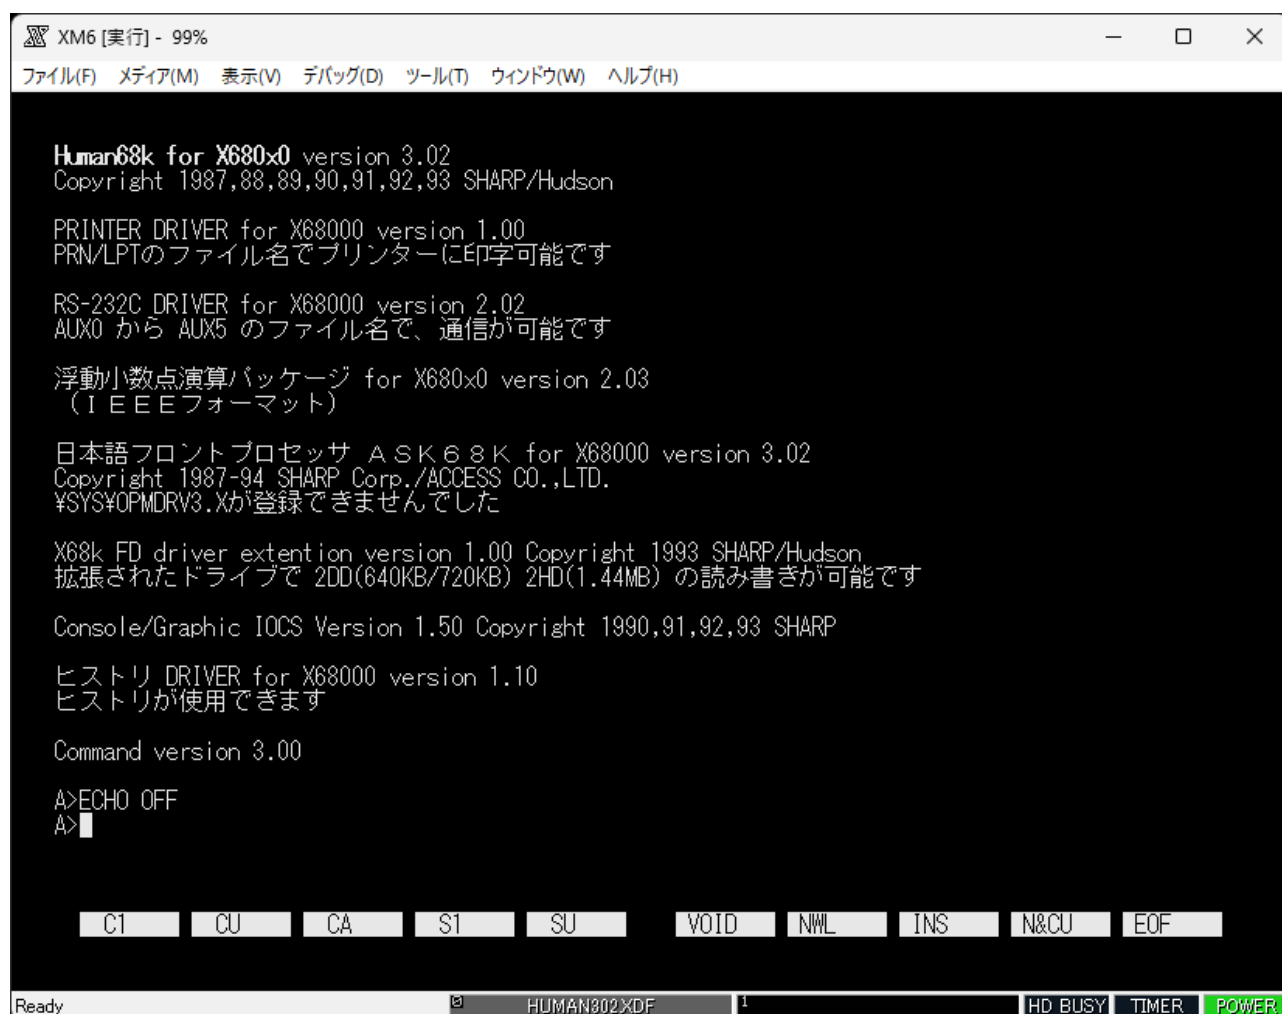 XM6 [実行] - 99%
ファイル(F) メディア(M) 表示(V) デバッグ(D) ツール(T) ウィンドウ(W) ヘルプ(H)
Human68k for X680x0 version 3.02
Copyright 1987,88,89,90,91,92,93 SHARP/Hudson
PRINTER DRIVER for X68000 version 1.00
PRN/LPTのファイル名でプリンターに印字可能です
RS-232C DRIVER for X68000 version 2.02
AUX0 から AUX5 のファイル名で、通信が可能です
浮動小数点演算パッケージ for X680x0 version 2.03
（ＩＥＥＥフォーマット）
日本語フロントプロセッサ ＡＳＫ６８Ｋ for X68000 version 3.02
Copyright 1987-94 SHARP Corp./ACCESS CO.,LTD.
¥SYS¥OPMDRV3.Xが登録できませんでした
X68k FD driver extention version 1.00 Copyright 1993 SHARP/Hudson
拡張されたドライブで 2DD(640KB/720KB) 2HD(1.44MB) の読み書きが可能です
Console/Graphic IOCS Version 1.50 Copyright 1990,91,92,93 SHARP
ヒストリ DRIVER for X68000 version 1.10
ヒストリが使用できます
Command version 3.00
A>ECHO OFF
A>
C1 CU CA S1 SU VOID NWL INS N&CU EOF
Ready 0 HUMAN302.XDF 1 HD BUSY TIMER POWER